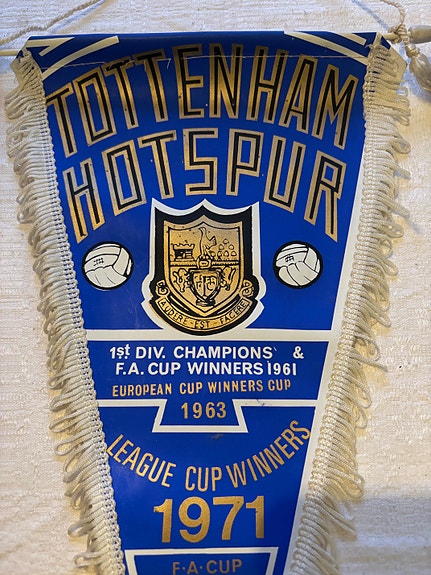 TOTTENHAM
HOTSPUR
AUDERE · EST · FACERE
1st DIV. CHAMPIONS &
F.A. CUP WINNERS 1961
EUROPEAN CUP WINNERS CUP
1963
LEAGUE CUP WINNERS
1971
F·A·CUP